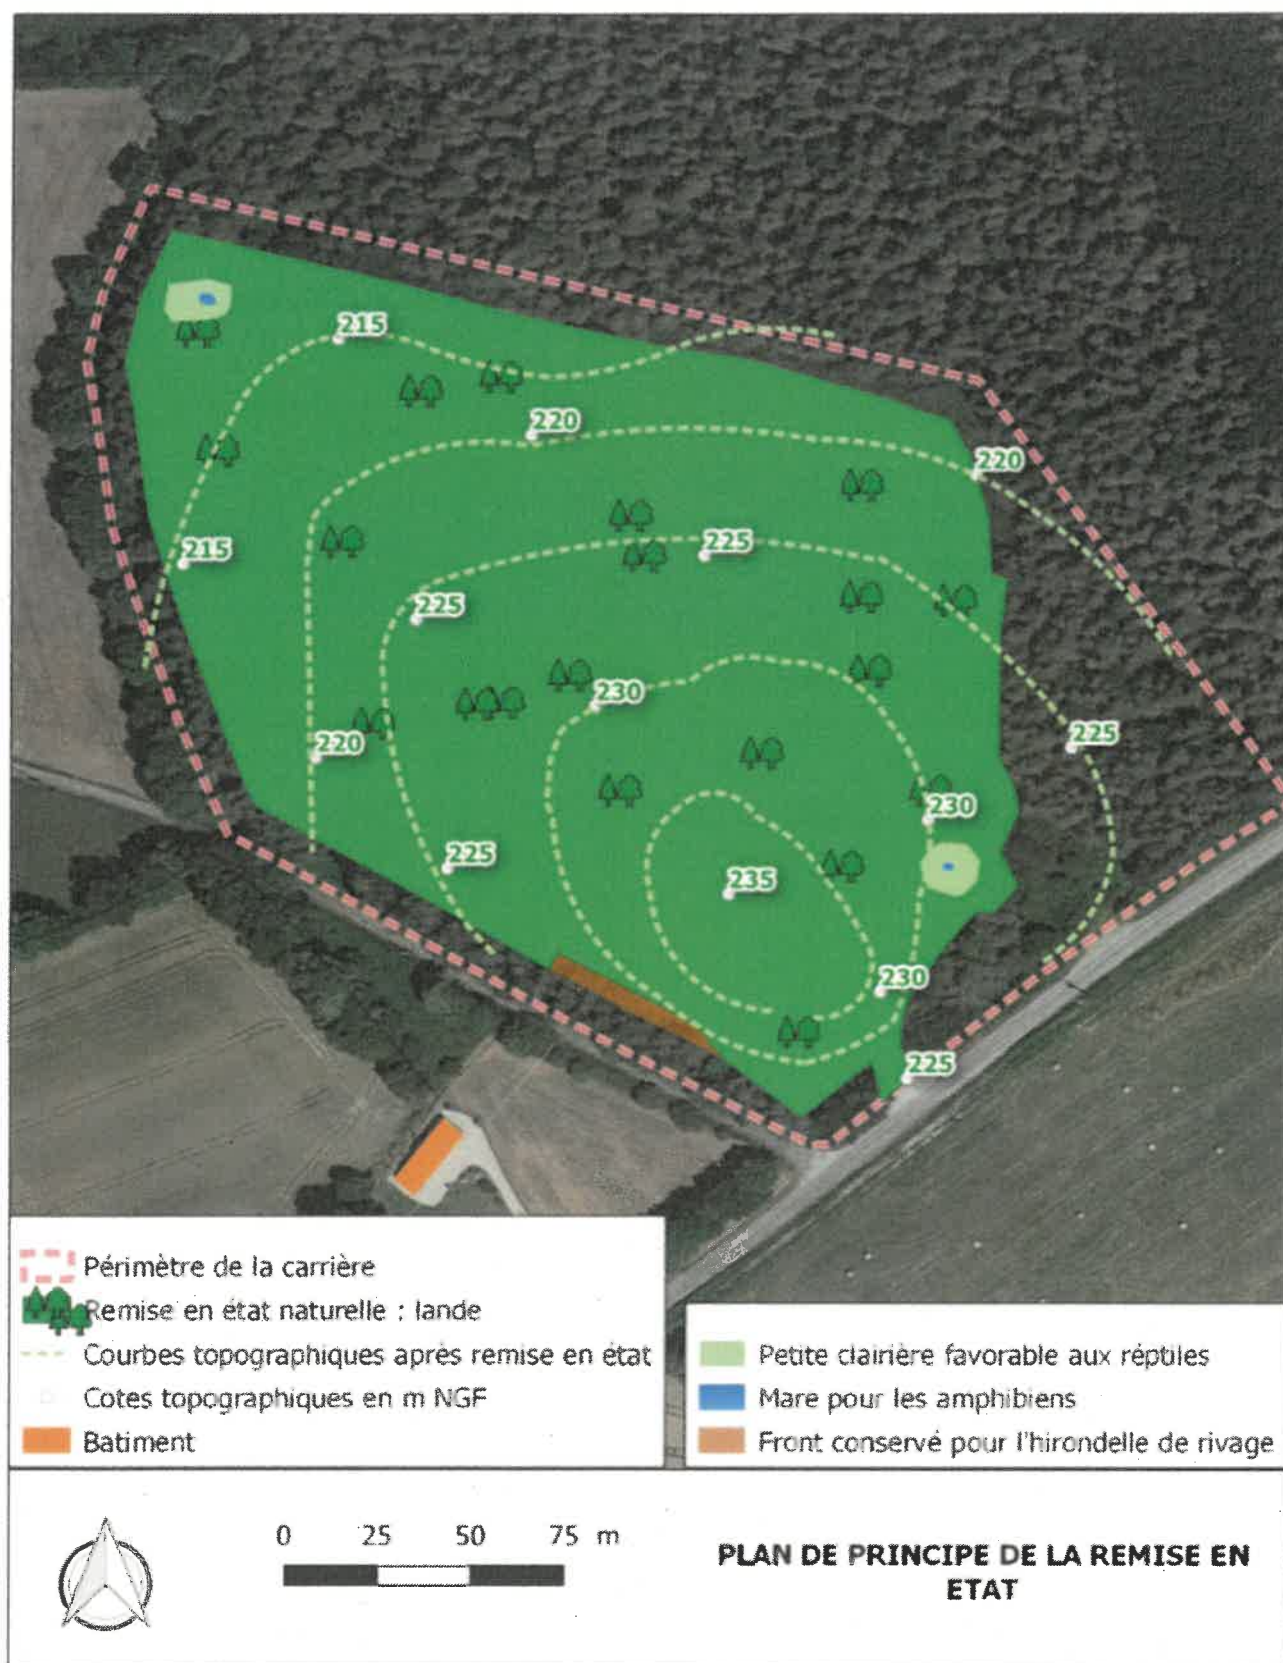 215
220
220
215
225
225
230
225
220
230
225
235
230
225
Périmètre de la carrière
Remise en état naturelle : lande
Courbes topographiques après remise en état
Cotes topographiques en m NGF
Batiment
Petite clairière favorable aux réptiles
Mare pour les amphibiens
Front conservé pour l'hirondelle de rivage
0 25 50 75 m
PLAN DE PRINCIPE DE LA REMISE EN
ETAT